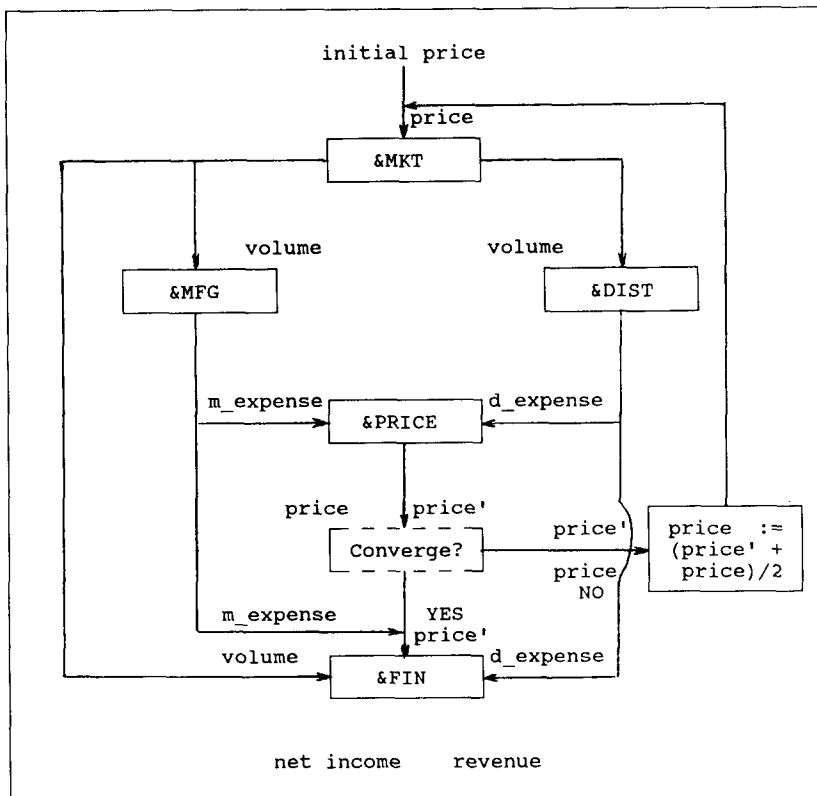 initial price
price
&MKT
volume
volume
&MFG
&DIST
m_expense
d_expense
&PRICE
price
price'
Converge?
price'
price
NO
price :=
(price' +
price)/2
m_expense
YES
price'
volume
d_expense
&FIN
net income
revenue